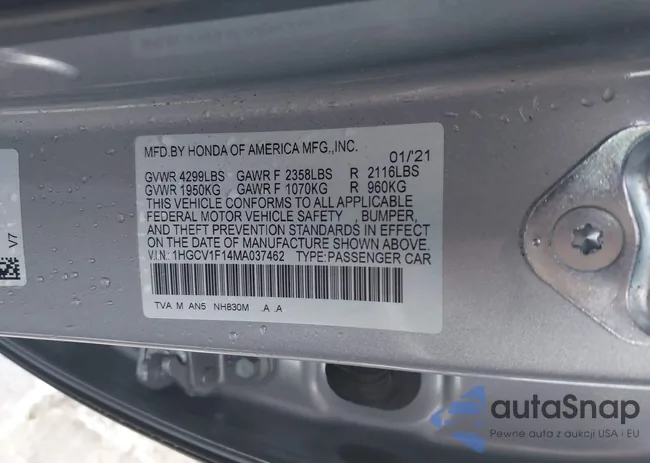 MFD.BY HONDA OF AMERICA MFG.,INC. 01/'21
GVWR 4299LBS GAWR F 2358LBS R 2116LBS
GVWR 1950KG GAWR F 1070KG R 960KG
THIS VEHICLE CONFORMS TO ALL APPLICABLE
FEDERAL MOTOR VEHICLE SAFETY , BUMPER,
AND THEFT PREVENTION STANDARDS IN EFFECT
ON THE DATE OF MANUFACTURE SHOWN ABOVE.
V.I.N.: 1HGCV1F14MA037462 TYPE:PASSENGER CAR
TVA M AN5 NH830M .A .A
V7
autoSnap
Pewne auta z aukcji USA i EU